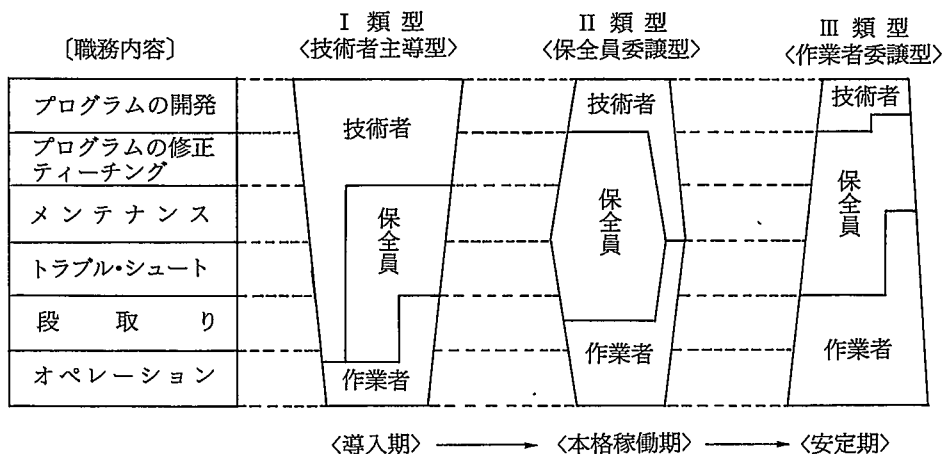 〔職務内容〕
Ⅰ 類 型
〈技術者主導型〉
Ⅱ 類 型
〈保全員委譲型〉
Ⅲ 類 型
〈作業者委譲型〉
プログラムの開発
プログラムの修正
ティーチング
メンテナンス
トラブル・シュート
段取り
オペレーション
技術者
保全員
作業者
技術者
保全員
作業者
技術者
保全員
作業者
〈導入期〉 → 〈本格稼働期〉 → 〈安定期〉